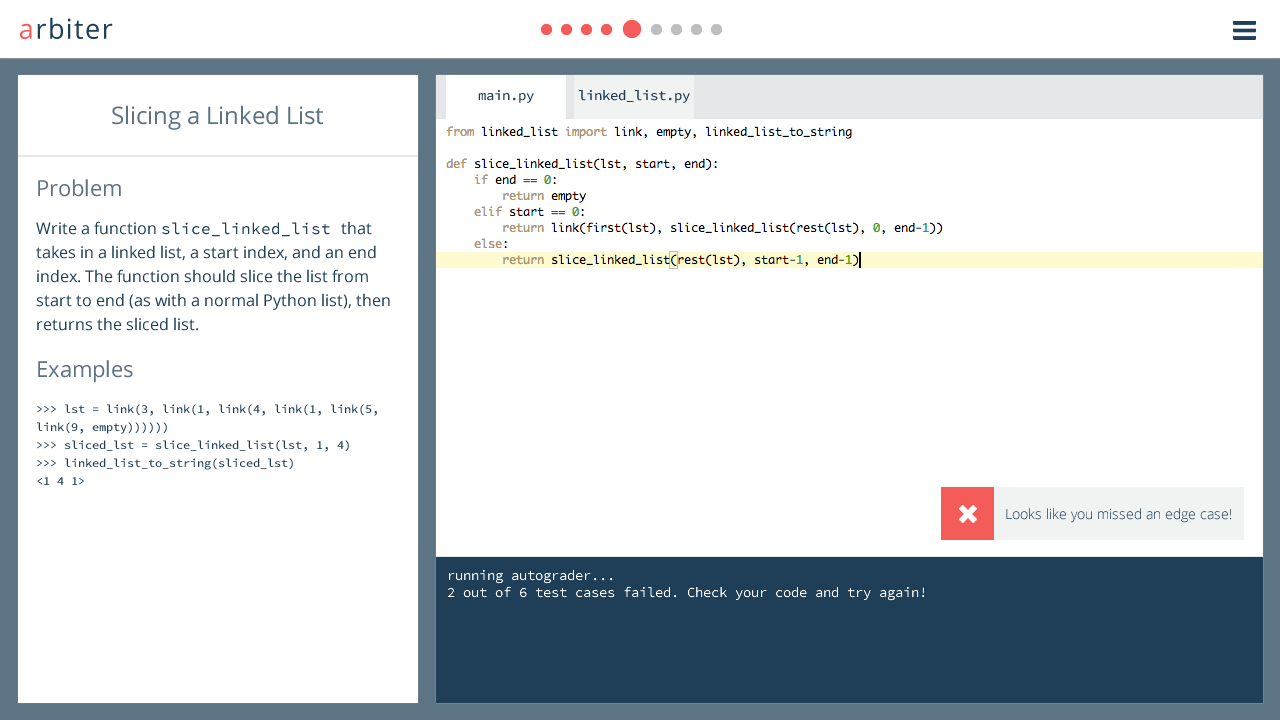 arbiter
Slicing a Linked List
Problem
Write a function slice_linked_list that
takes in a linked list, a start index, and an end
index. The function should slice the list from
start to end (as with a normal Python list), then
returns the sliced list.
Examples
>>> lst = link(3, link(1, link(4, link(1, link(5,
link(9, empty))))))
>>> sliced_lst = slice_linked_list(lst, 1, 4)
>>> linked_list_to_string(sliced_lst)
<1 4 1>
main.py
linked_list.py
from linked_list import link, empty, linked_list_to_string
def slice_linked_list(lst, start, end):
    if end == 0:
        return empty
    elif start == 0:
        return link(first(lst), slice_linked_list(rest(lst), 0, end-1))
    else:
        return slice_linked_list(rest(lst), start-1, end-1)
Looks like you missed an edge case!
running autograder...
2 out of 6 test cases failed. Check your code and try again!